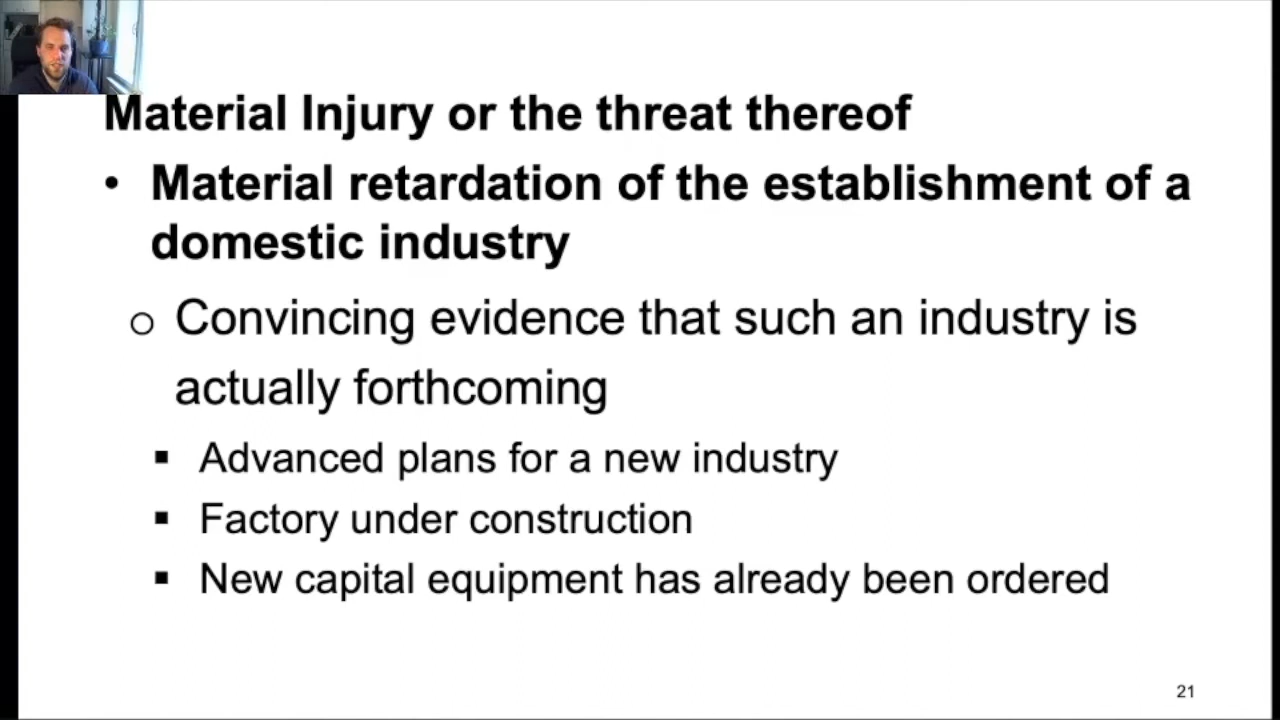 Material Injury or the threat thereof
• Material retardation of the establishment of a
domestic industry
o Convincing evidence that such an industry is
actually forthcoming
▪ Advanced plans for a new industry
▪ Factory under construction
▪ New capital equipment has already been ordered
21